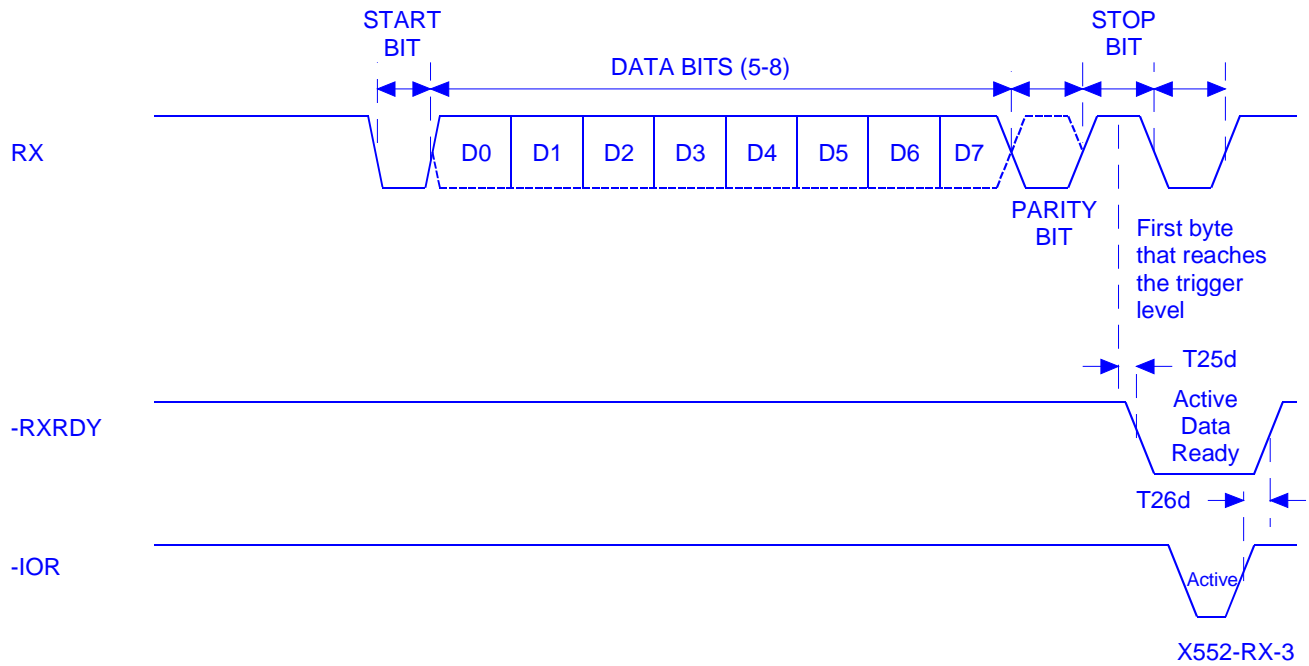 START
BIT
STOP
BIT
DATA BITS (5-8)
RX
D0 D1 D2 D3 D4 D5 D6 D7
PARITY
BIT
First byte
that reaches
the trigger
level
T25d
-RXRDY
Active
Data
Ready
T26d
-IOR
Active
X552-RX-3